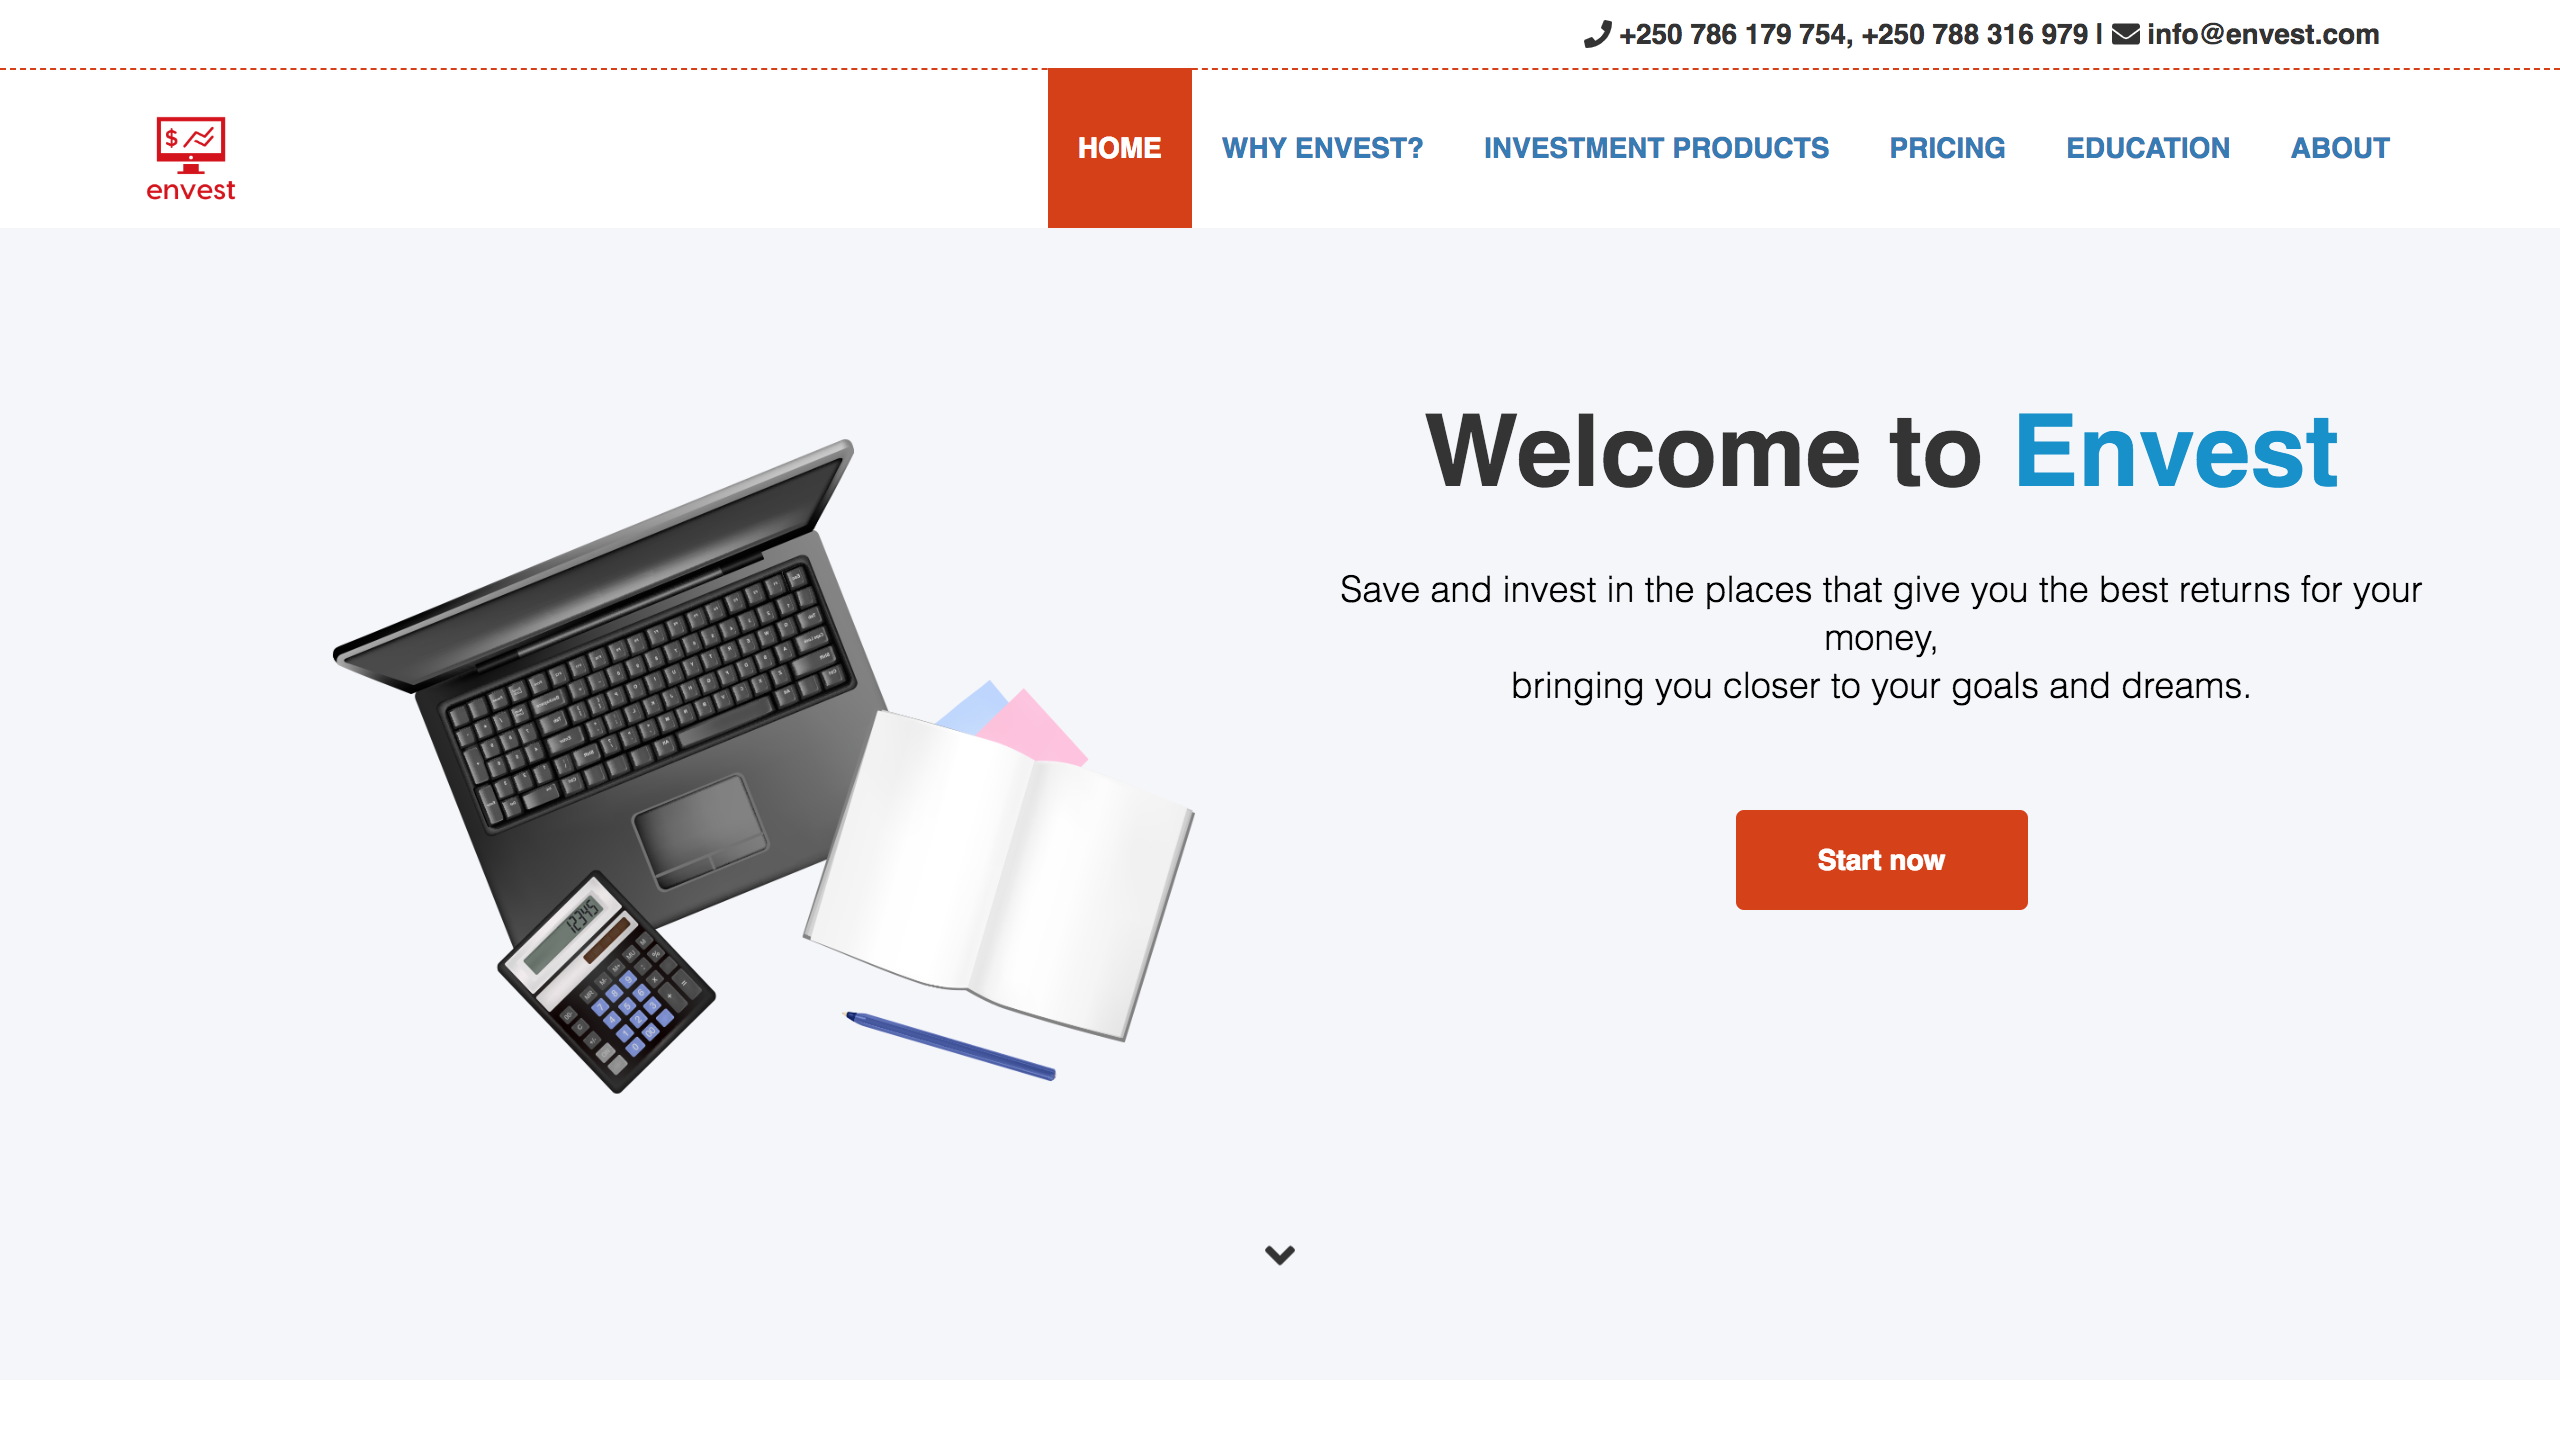 +250 786 179 754, +250 788 316 979 | info@envest.com
$
envest
HOME WHY ENVEST? INVESTMENT PRODUCTS PRICING EDUCATION ABOUT
Welcome to Envest
Save and invest in the places that give you the best returns for your
money,
bringing you closer to your goals and dreams.
Start now
12345